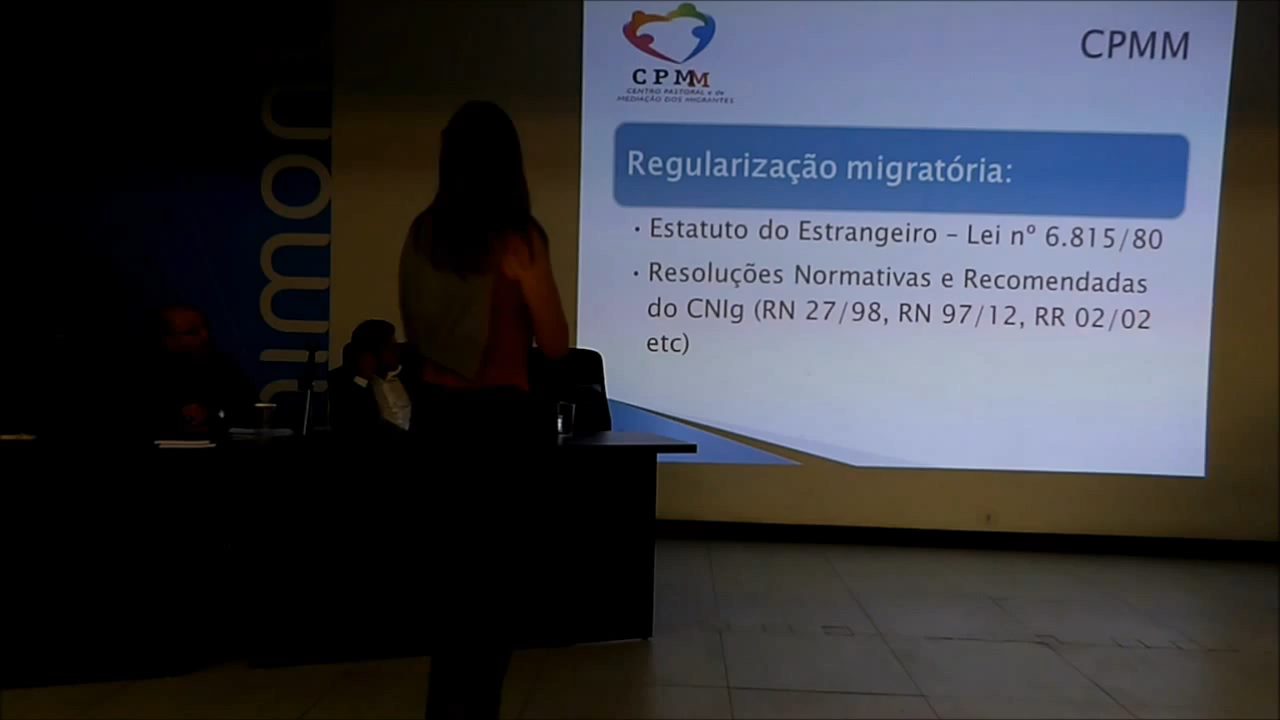 CPMM
CPMM
CENTRO PASTORAL e de
MEDIAÇÃO DOS MIGRANTES
Regularização migratória:
• Estatuto do Estrangeiro – Lei nº 6.815/80
• Resoluções Normativas e Recomendadas
do CNIg (RN 27/98, RN 97/12, RR 02/02
etc)